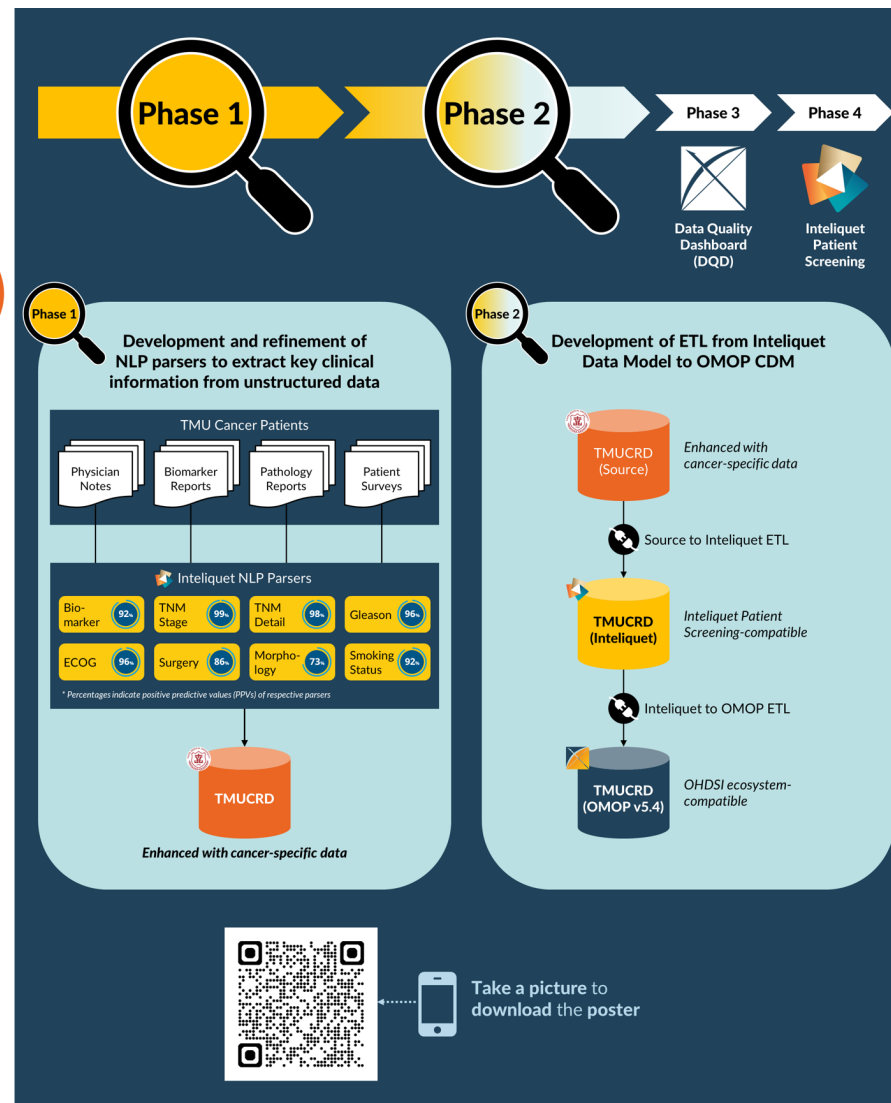 Phase 1
Phase 2
Phase 3
Phase 4
Data Quality
Dashboard
(DQD)
Inteliquet
Patient
Screening
Phase 1
Development and refinement of
NLP parsers to extract key clinical
information from unstructured data
TMU Cancer Patients
Physician
Notes
Biomarker
Reports
Pathology
Reports
Patient
Surveys
Inteliquet NLP Parsers
Bio-
marker
92%
TNM
Stage
99%
TNM
Detail
98%
Gleason
96%
ECOG
96%
Surgery
86%
Morpho-
logy
73%
Smoking
Status
92%
* Percentages indicate positive predictive values (PPVs) of respective parsers
TMUCRD
Enhanced with cancer-specific data
Phase 2
Development of ETL from Inteliquet
Data Model to OMOP CDM
TMUCRD
(Source)
Enhanced with
cancer-specific data
Source to Inteliquet ETL
TMUCRD
(Inteliquet)
Inteliquet Patient
Screening-compatible
Inteliquet to OMOP ETL
TMUCRD
(OMOP v5.4)
OHDSI ecosystem-
compatible
Take a picture to
download the poster